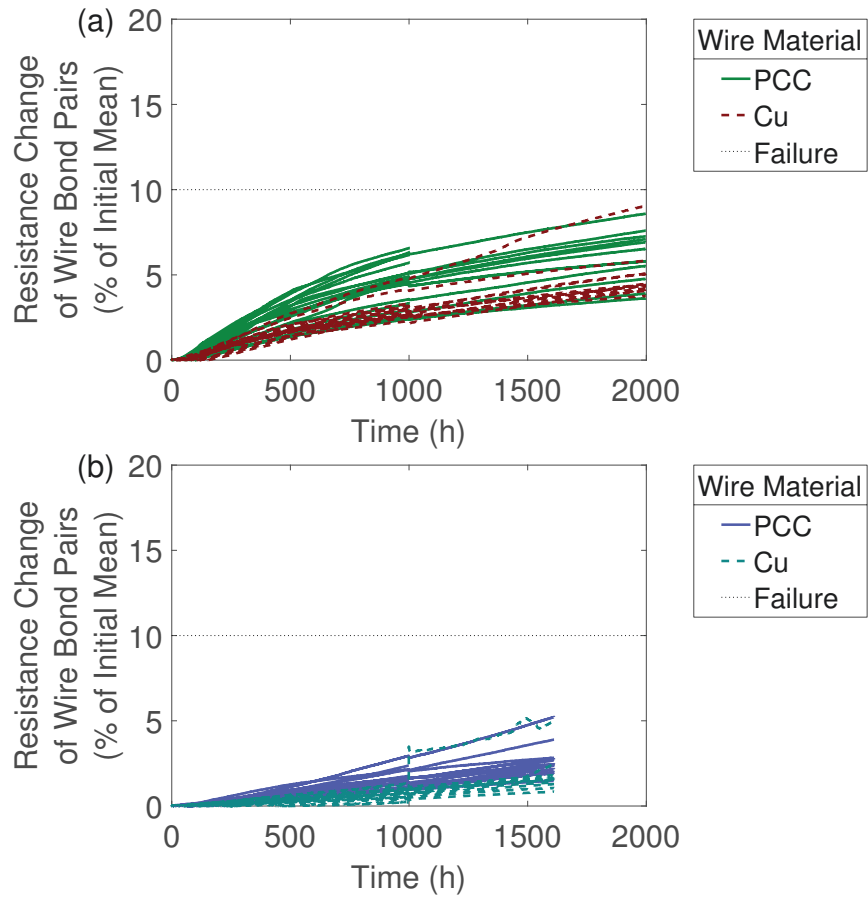 (a)
20
15
10
5
0
Resistance Change
of Wire Bond Pairs
(% of Initial Mean)
0 500 1000 1500 2000
Time (h)
Wire Material
PCC
Cu
Failure
(b)
20
15
10
5
0
Resistance Change
of Wire Bond Pairs
(% of Initial Mean)
0 500 1000 1500 2000
Time (h)
Wire Material
PCC
Cu
Failure